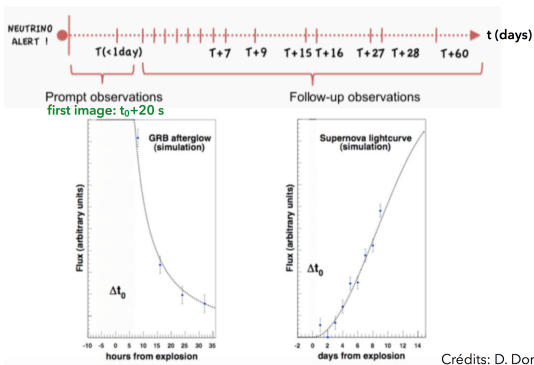 NEUTRINO
ALERT !
t (days)
T(<1day)
T+7
T+9
T+15
T+16
T+27
T+28
T+60
Prompt observations
first image: t₀+20 s
Follow-up observations
GRB afterglow
(simulation)
Flux (arbitrary units)
Δt₀
-10 -5 0 5 10 15 20 25 30 35
hours from explosion
Supernova lightcurve
(simulation)
Flux (arbitrary units)
Δt₀
-2 0 2 4 6 8 10 12 14
days from explosion
Crédits: D. Dor